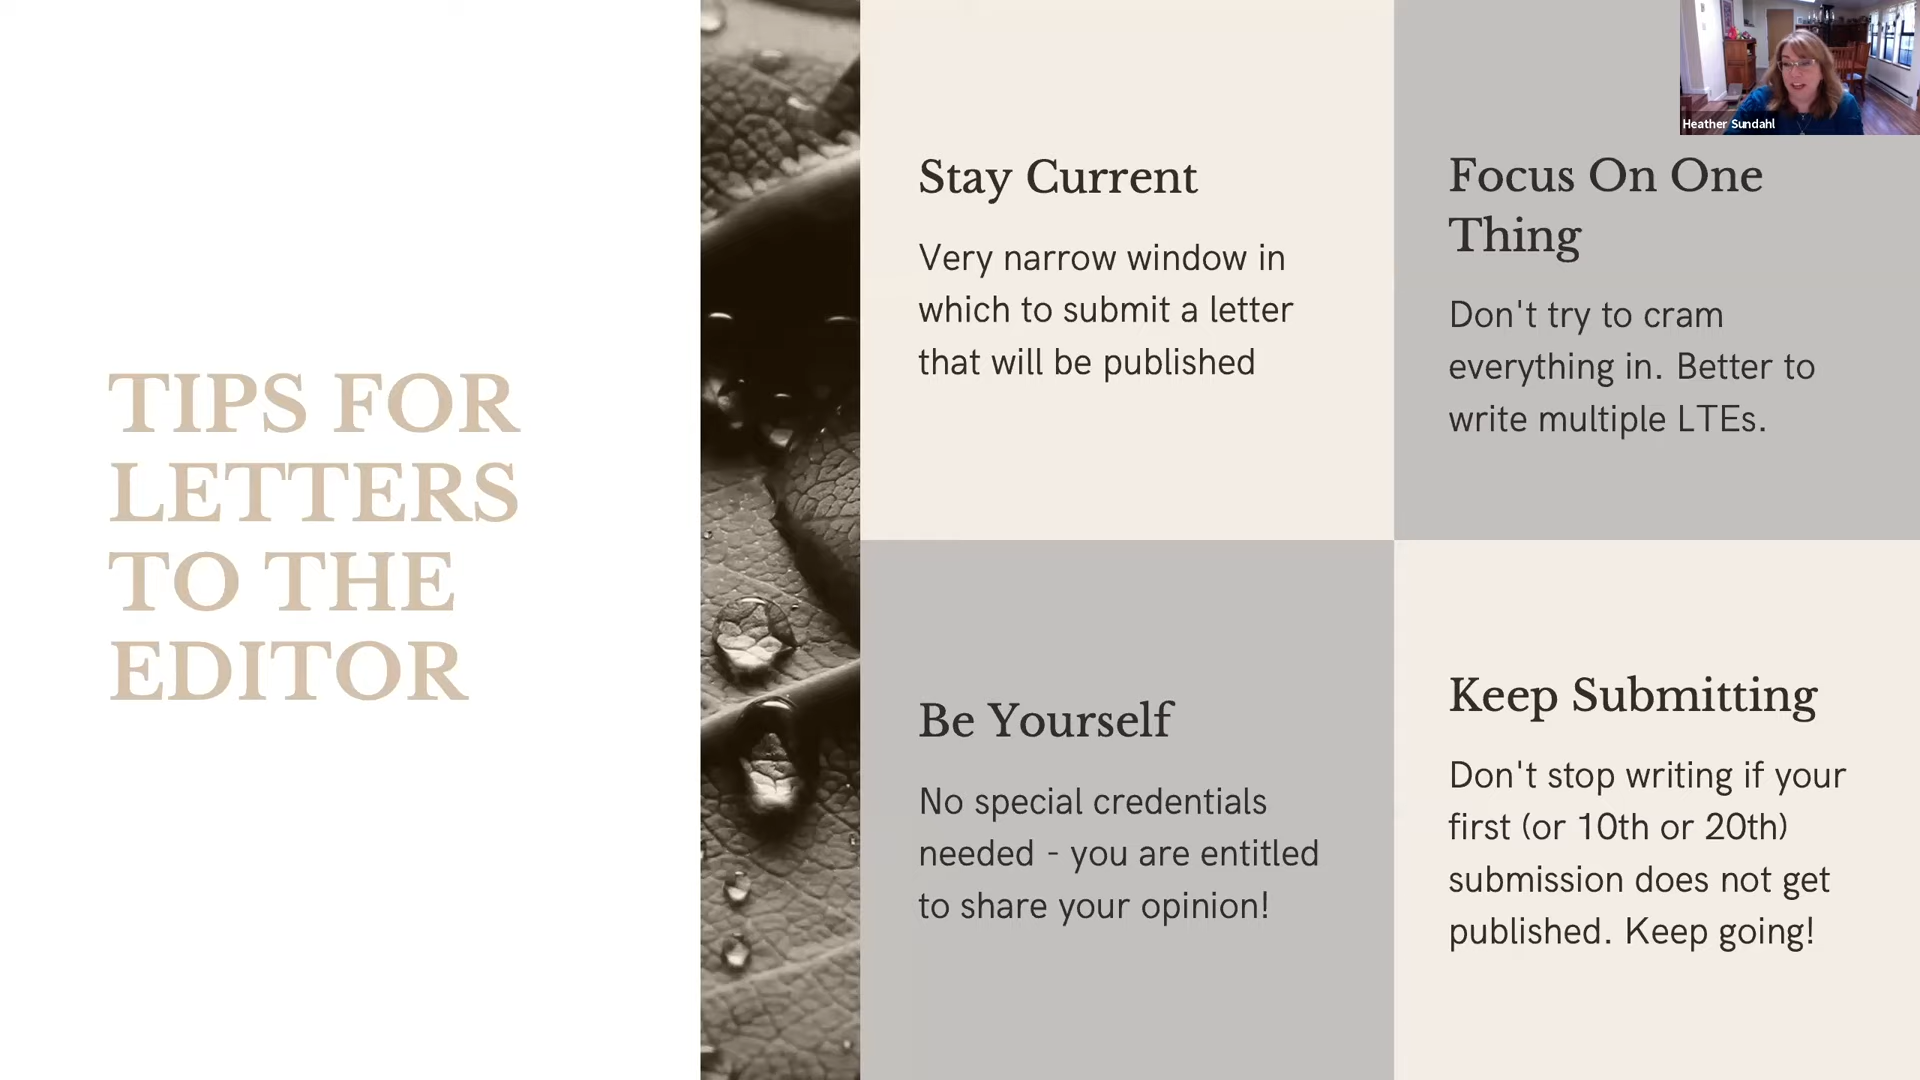 TIPS FOR
LETTERS
TO THE
EDITOR
Stay Current
Very narrow window in
which to submit a letter
that will be published
Focus On One
Thing
Don't try to cram
everything in. Better to
write multiple LTEs.
Be Yourself
No special credentials
needed - you are entitled
to share your opinion!
Keep Submitting
Don't stop writing if your
first (or 10th or 20th)
submission does not get
published. Keep going!
Heather Sundahl